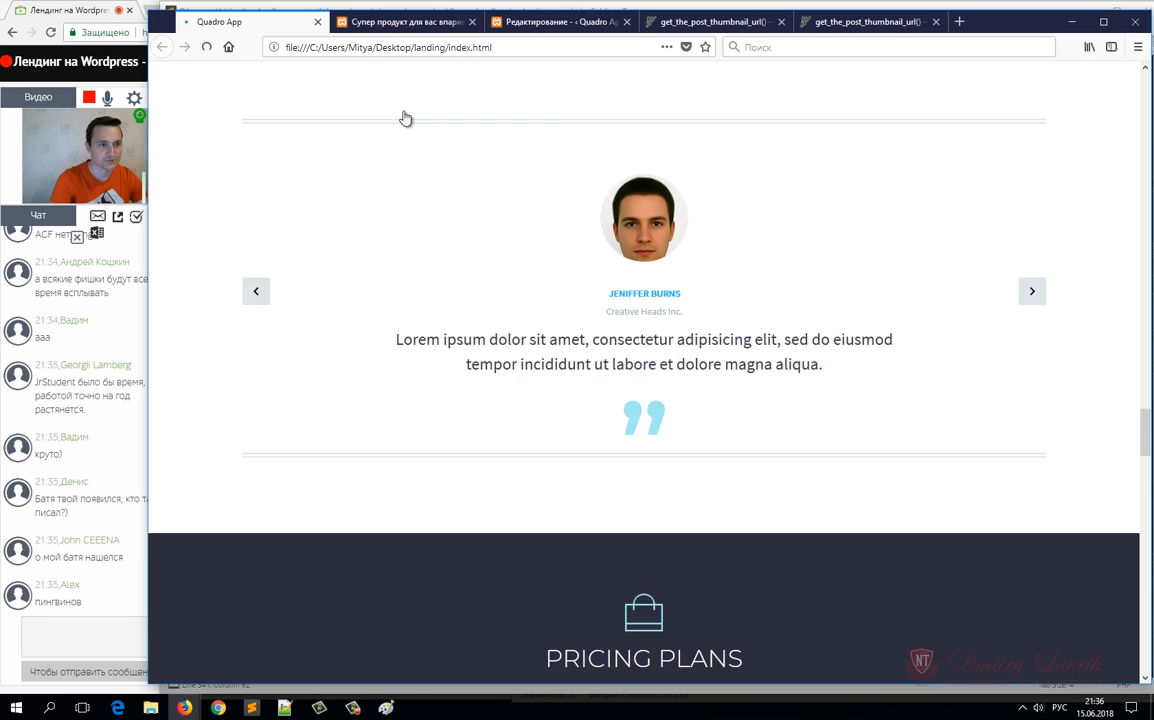 Лендинг на Wordpres
Защищено
Лендинг на Wordpress -
Видео
Чат
ACF нет
21:34,Андрей Кошкин
а всякие фишки будут все
время всплывать
21:34,Вадим
ааа
21:35,Georgii Lamberg
JrStudent было бы время,
работой точно на год
растянется.
21:35,Вадим
круто)
21:35,Денис
Батя твой появился, кто та
писал?)
21:35,John CEEENA
о мой батя нашелся
21:35,Alex
пингвинов
Чтобы отправить сообщен
Quadro App
Супер продукт для вас впари
Редактирование - ‹ Quadro Ap
get_the_post_thumbnail_url() –
get_the_post_thumbnail_url() –
file:///C:/Users/Mitya/Desktop/landing/index.html
Поиск
JENIFFER BURNS
Creative Heads Inc.
Lorem ipsum dolor sit amet, consectetur adipisicing elit, sed do eiusmod
tempor incididunt ut labore et dolore magna aliqua.
PRICING PLANS
NT Dmitry Lavrik
РУС
21:36
15.06.2018